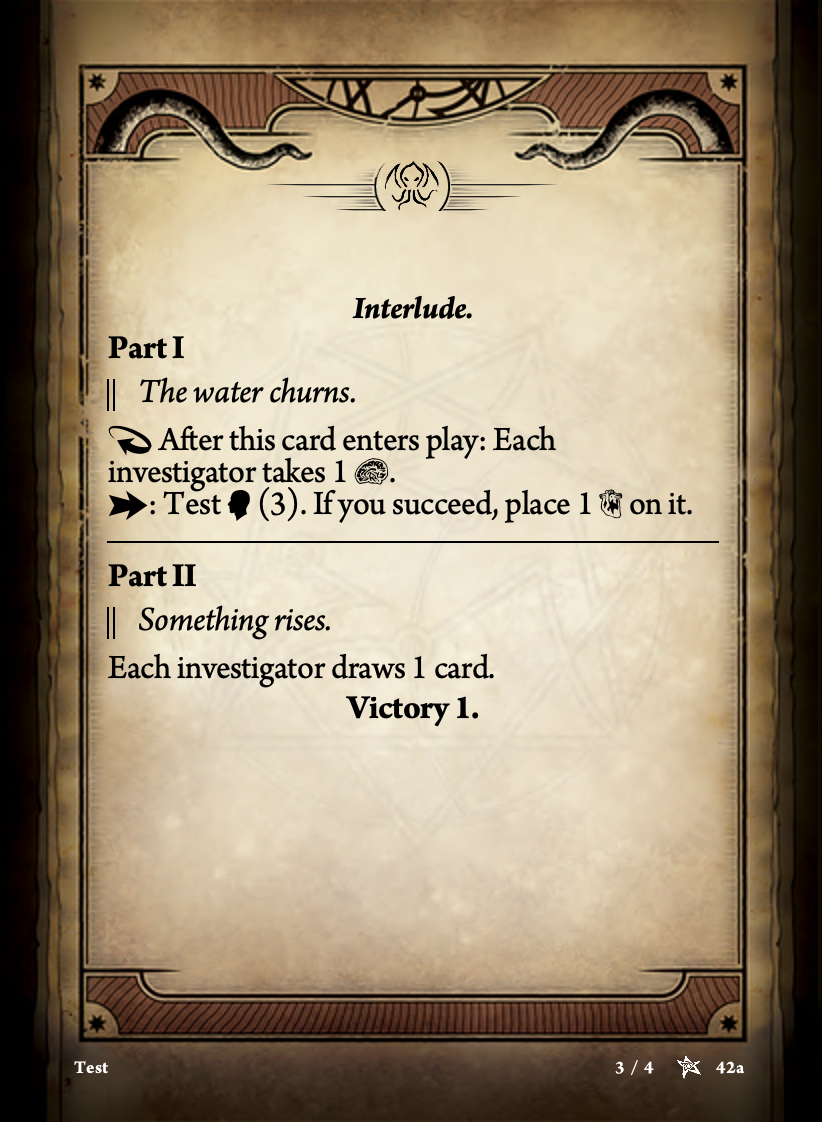 Interlude.
Part I
The water churns.
After this card enters play: Each
investigator takes 1 .
: Test (3). If you succeed, place 1 on it.
Part II
Something rises.
Each investigator draws 1 card.
Victory 1.
Test 3 / 4 42a